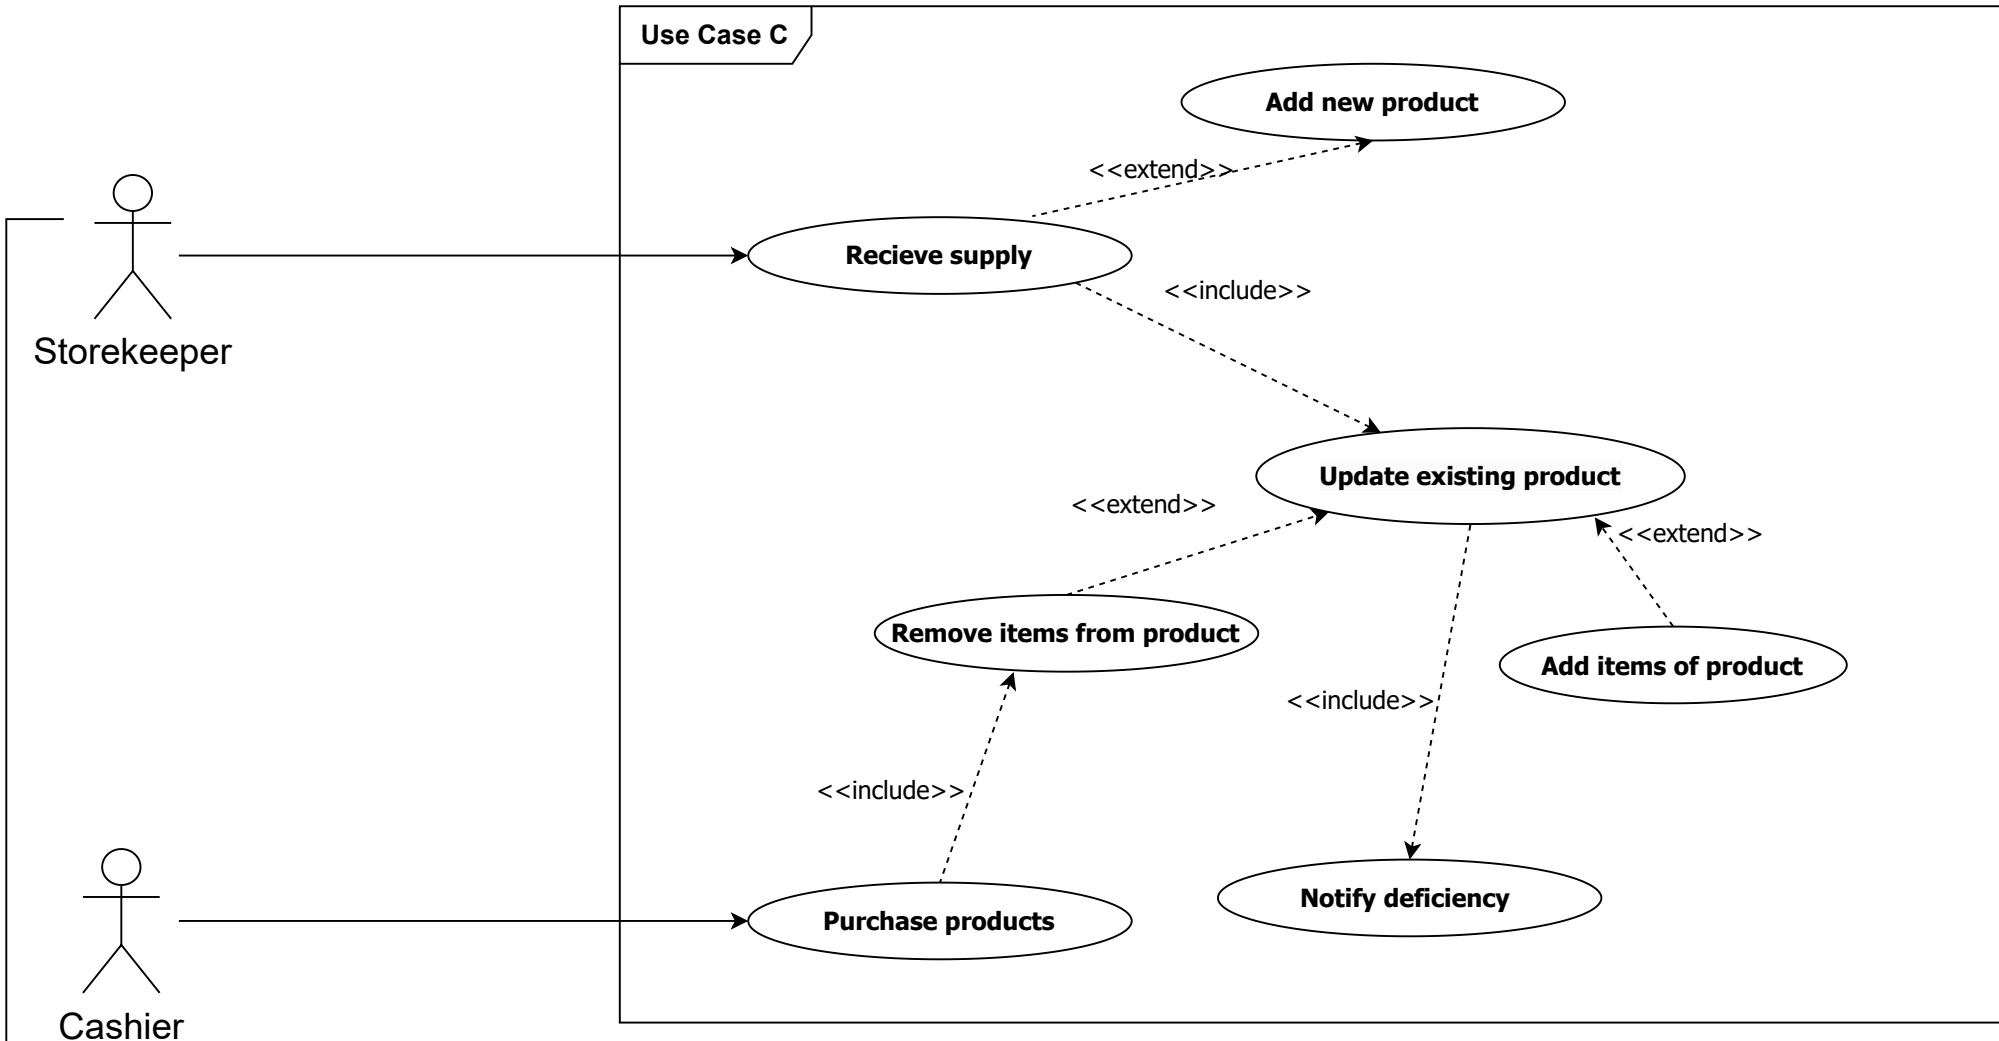 Use Case C
Add new product
<<extend>>
Recieve supply
<<include>>
Storekeeper
Update existing product
<<extend>>
<<extend>>
Remove items from product
Add items of product
<<include>>
<<include>>
Notify deficiency
Purchase products
Cashier